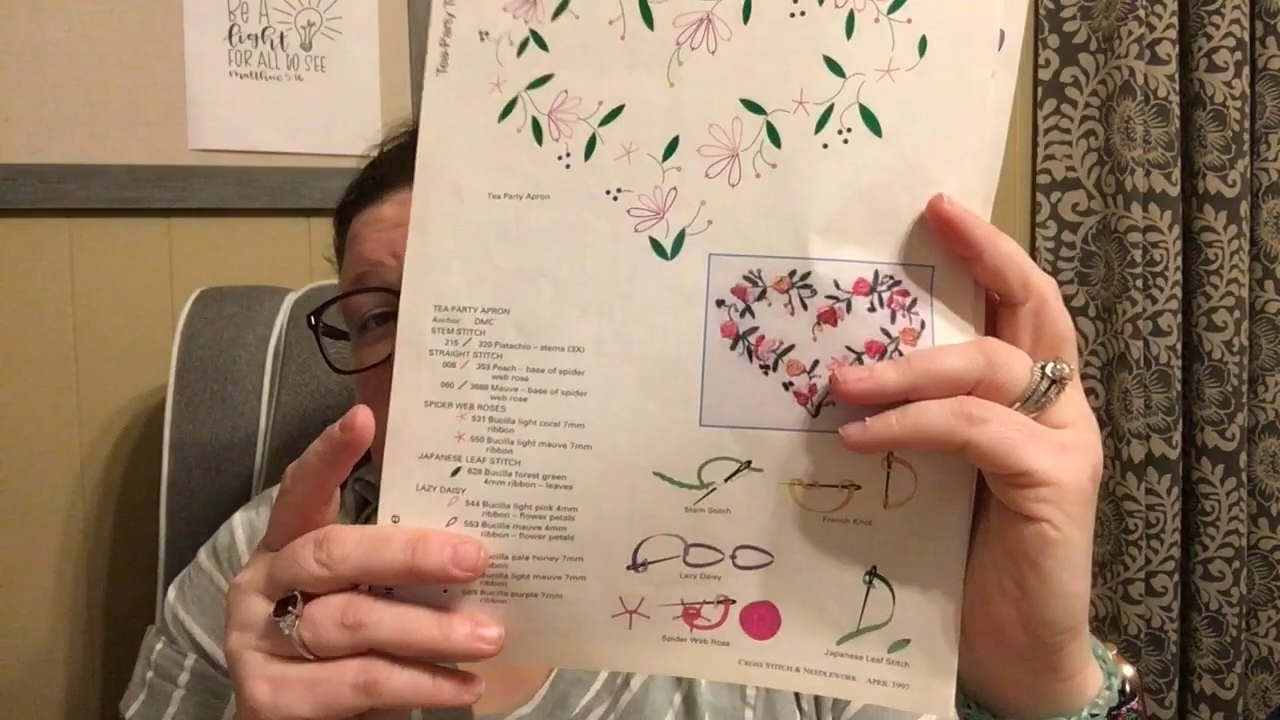 Be A
light
FOR ALL TO SEE
Matthew 5:16
Tea Party
Tea Party Apron
TEA PARTY APRON
Anchor DMC
STEM STITCH
215 320 Pistachio – stems (3X)
STRAIGHT STITCH
008 353 Peach – base of spider
web rose
060 3688 Mauve – base of spider
web rose
SPIDER WEB ROSES
531 Bucilla light coral 7mm
ribbon
550 Bucilla light mauve 7mm
ribbon
JAPANESE LEAF STITCH
628 Bucilla forest green
4mm ribbon – leaves
LAZY DAISY
544 Bucilla light pink 4mm
ribbon – flower petals
553 Bucilla mauve 4mm
ribbon – flower petals
pale honey 7mm
light mauve 7mm
ribbon
Bucilla purple 7mm
ribbon
Stem Stitch
French Knot
Lazy Daisy
Spider Web Rose
Japanese Leaf Stitch
CROSS STITCH & NEEDLEWORK APRIL 1995